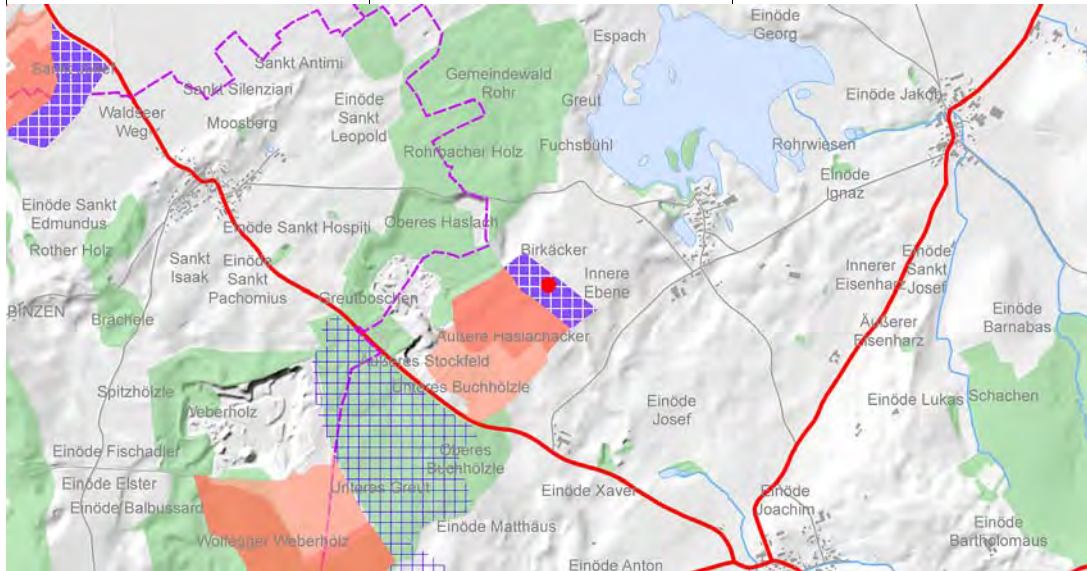 Einöde
Georg
Espach
Sankt Antimi
Gemeindewald
Rohr
Sankt Silenziari
Einöde
Sankt
Leopold
Greut
Einöde Jakob
Waldseer
Weg
Moosberg
Fuchsbühl
Rohrbacher Holz
Rohrwiesen
Einöde
Ignaz
Einöde Sankt
Edmundus
Oberes Haslach
Einöde Sankt Hospiti
Rother Holz
Birkäcker
Sankt
Isaak
Einöde
Sankt
Pachomius
Innere
Ebene
Innerer
Eisenharz
Einöde
Sankt
Josef
Greutböschen
BINZEN
Brächele
Einöde
Barnabas
Äußere Haslachäcker
Äußerer
Eisenharz
Äußeres Stockfeld
Unteres Buchhölzle
Spitzhölzle
Weberholz
Einöde
Josef
Einöde Lukas
Schachen
Einöde Fischadler
Oberes
Buchhölzle
Einöde Elster
Unteres Greut
Einöde Xaver
Einöde
Joachim
Einöde Balbussard
Einöde Matthäus
Wolfegger Weberholz
Einöde
Bartholomäus
Einöde Anton